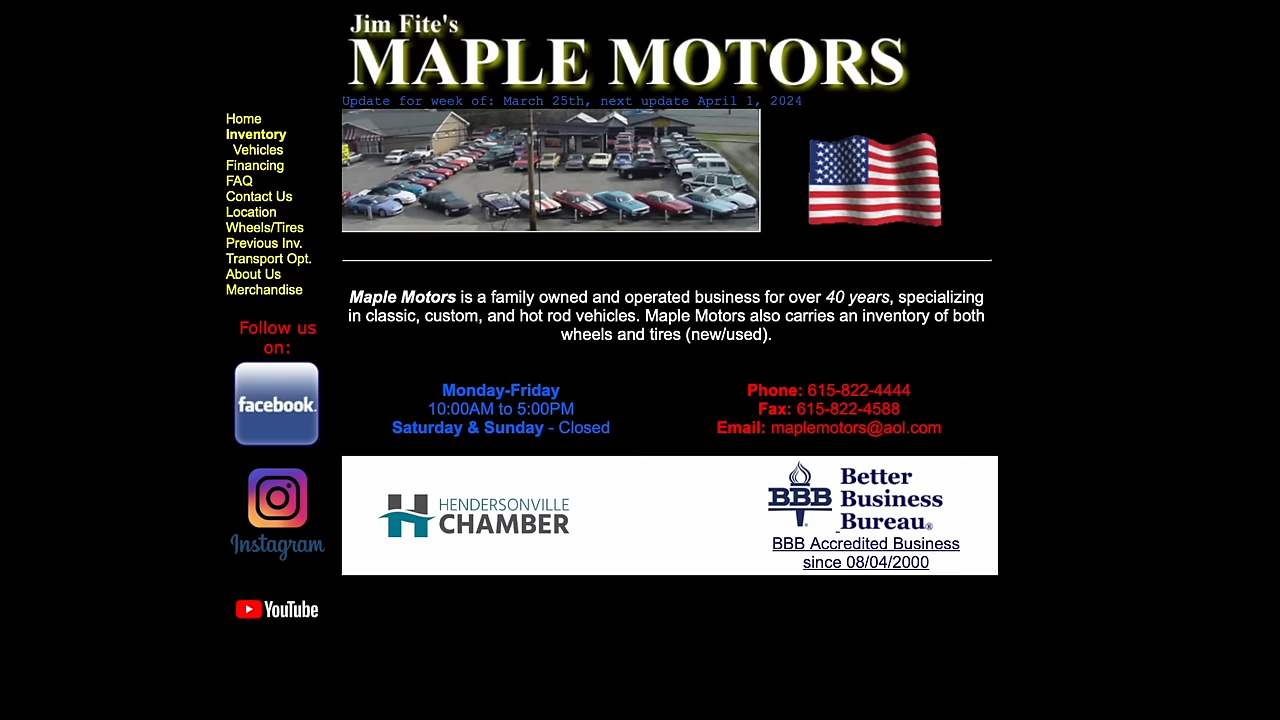 Jim Fite's
MAPLE MOTORS
Update for week of: March 25th, next update April 1, 2024
Home
Inventory
Vehicles
Financing
FAQ
Contact Us
Location
Wheels/Tires
Previous Inv.
Transport Opt.
About Us
Merchandise
Follow us
on:
facebook.
Instagram
YouTube
Maple Motors is a family owned and operated business for over 40 years, specializing
in classic, custom, and hot rod vehicles. Maple Motors also carries an inventory of both
wheels and tires (new/used).
Monday-Friday
10:00AM to 5:00PM
Saturday & Sunday - Closed
Phone: 615-822-4444
Fax: 615-822-4588
Email: maplemotors@aol.com
HENDERSONVILLE
CHAMBER
BBB
Better
Business
Bureau®
BBB Accredited Business
since 08/04/2000